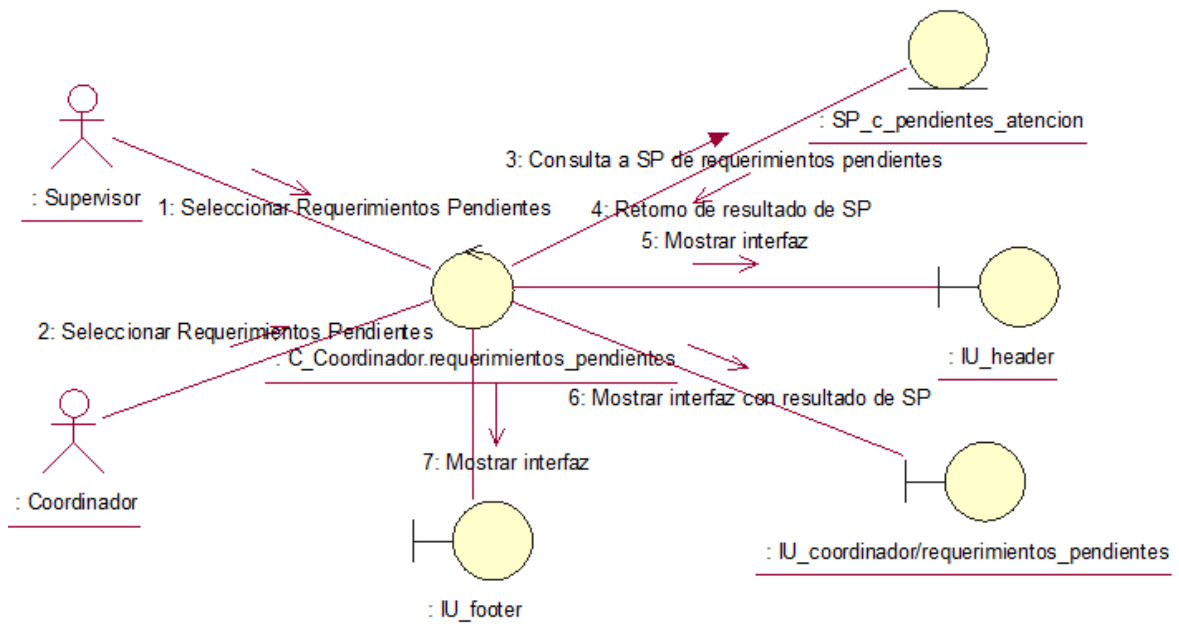 : SP_c_pendientes_atencion
3: Consulta a SP de requerimientos pendientes
: Supervisor
1: Seleccionar Requerimientos Pendientes
4: Retorno de resultado de SP
5: Mostrar interfaz
2: Seleccionar Requerimientos Pendientes
: C_Coordinador.requerimientos_pendientes
: IU_header
6: Mostrar interfaz con resultado de SP
7: Mostrar interfaz
: Coordinador
: IU_coordinador/requerimientos_pendientes
: IU_footer